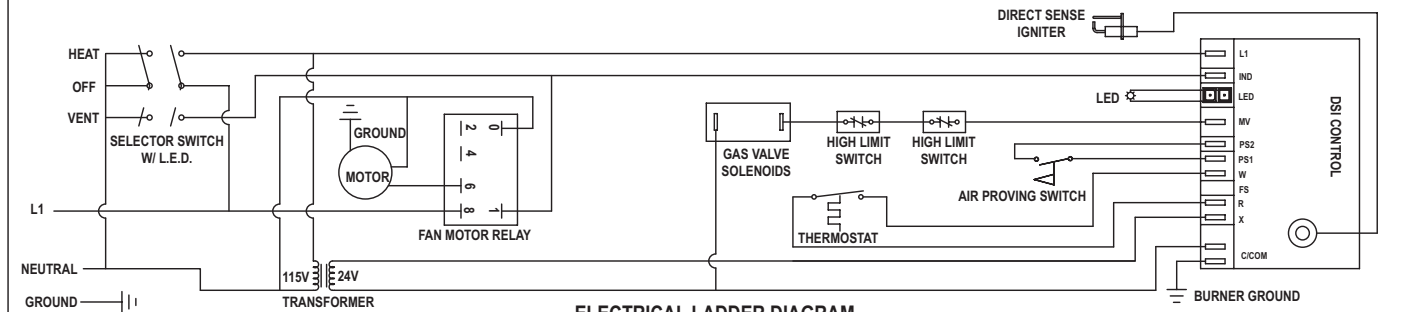 DIRECT SENSE
IGNITER
HEAT
OFF
VENT
SELECTOR SWITCH
W/ L.E.D.
GROUND
MOTOR
2
0
4
6
8
1
FAN MOTOR RELAY
L1
NEUTRAL
GROUND
115V
24V
TRANSFORMER
GAS VALVE
SOLENOIDS
HIGH LIMIT
SWITCH
HIGH LIMIT
SWITCH
LED
AIR PROVING SWITCH
THERMOSTAT
L1
IND
LED
MV
PS2
PS1
W
FS
R
X
C/COM
DSI CONTROL
BURNER GROUND
ELECTRICAL LADDER DIAGRAM